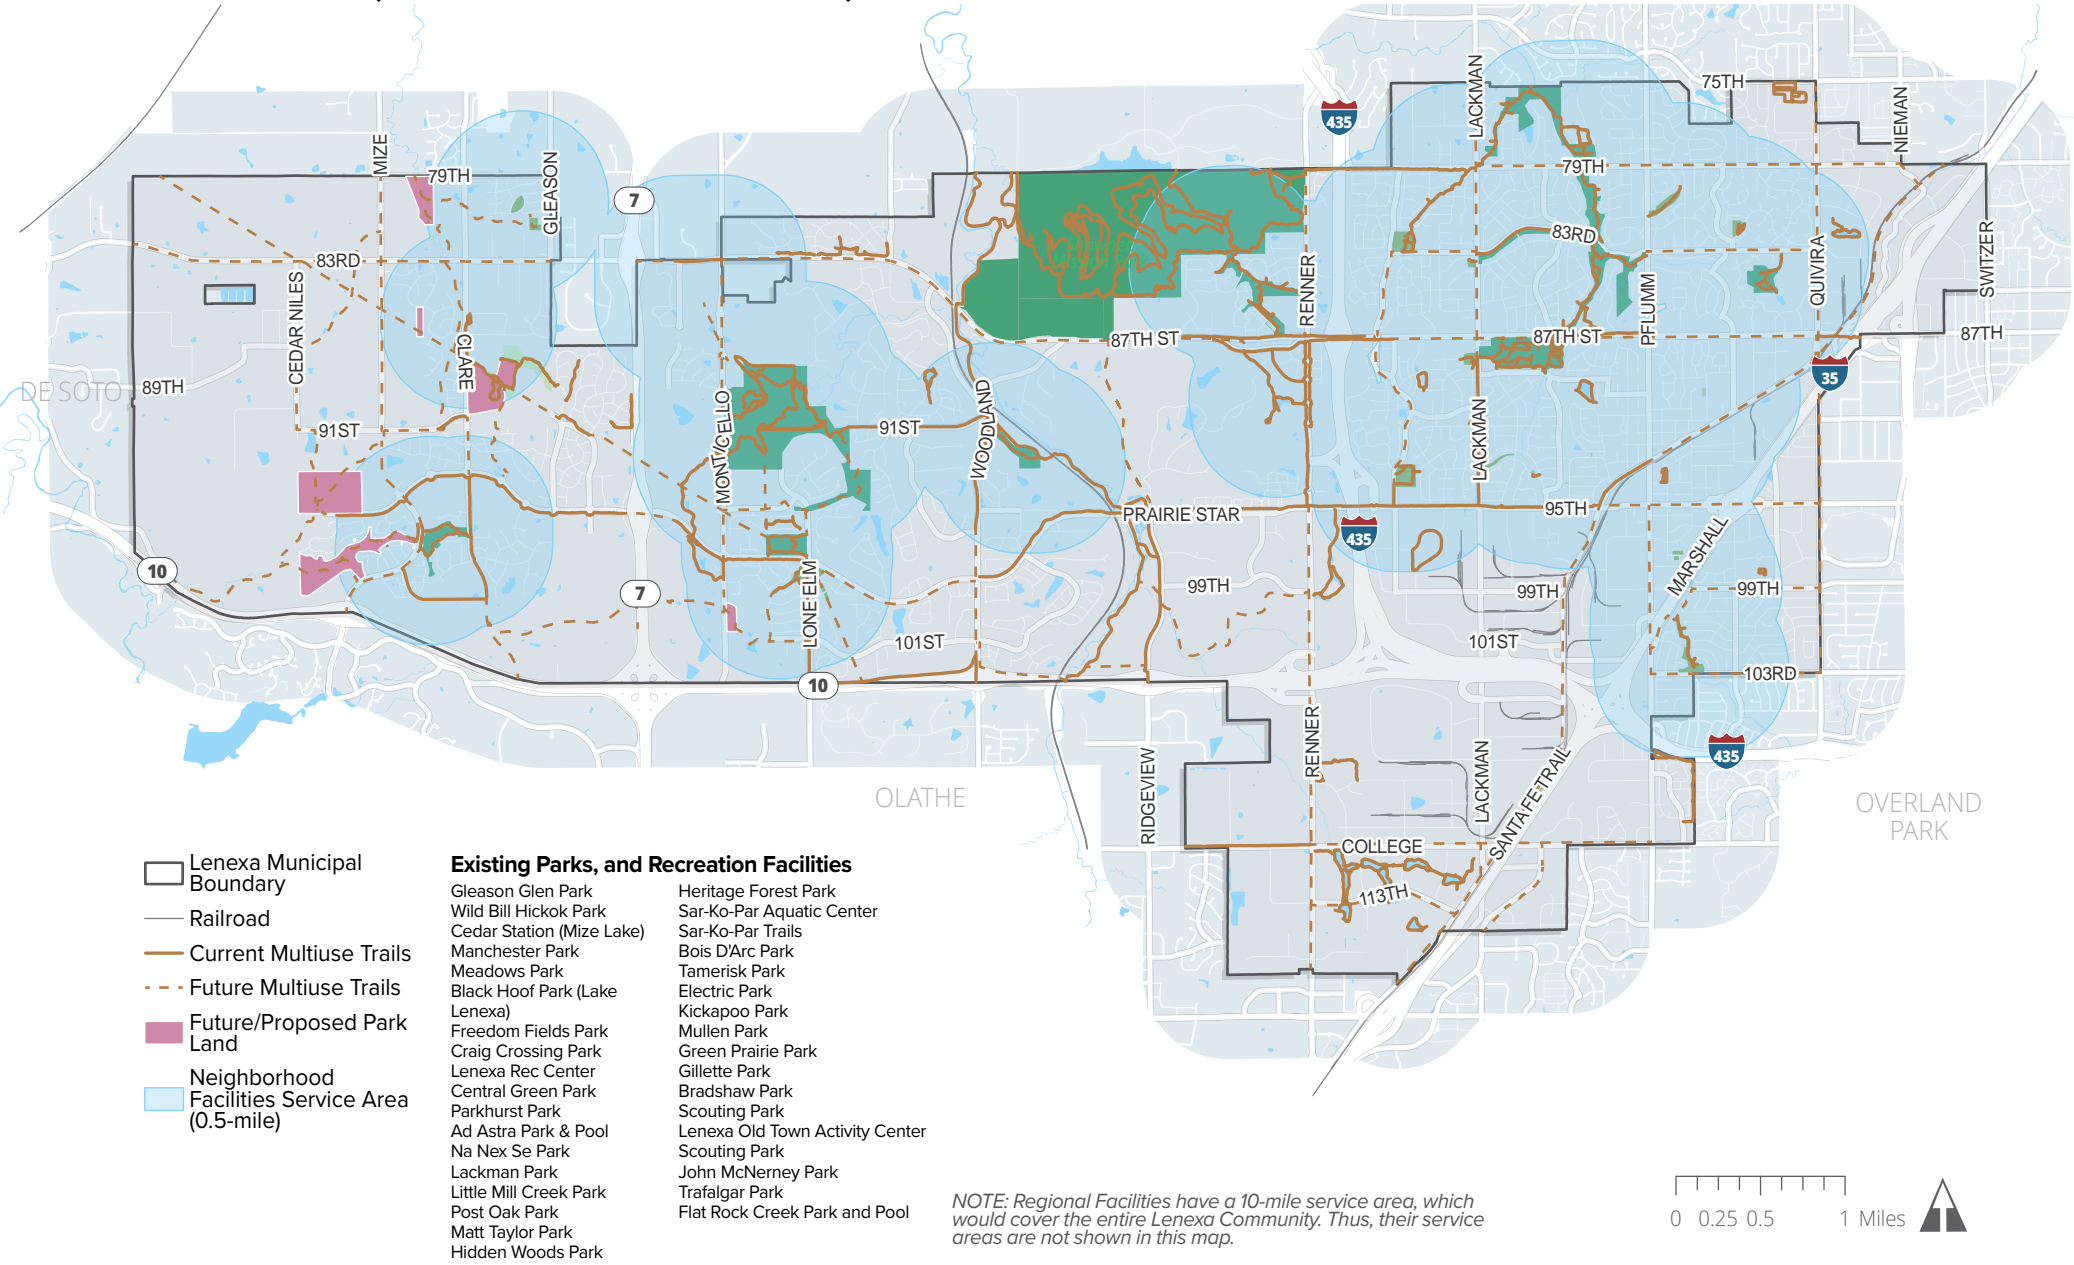 75TH
LACKMAN
NIEMAN
435
MIZE
79TH
GLEASON
7
79TH
83RD
83RD
QUIVIRA
SWITZER
CEDAR NILES
RENNER
PFLUMM
87TH ST
87TH ST
87TH
CLARE
35
DE SOTO
89TH
MONTICELLO
WOODLAND
LACKMAN
91ST
91ST
PRAIRIE STAR
95TH
435
MARSHALL
10
7
99TH
99TH
99TH
LONE ELM
101ST
101ST
103RD
10
RENNER
LACKMAN
SANTA FE TRAIL
435
RIDGEVIEW
OLATHE
OVERLAND
PARK
COLLEGE
113TH
Lenexa Municipal
Boundary
Railroad
Current Multiuse Trails
Future Multiuse Trails
Future/Proposed Park
Land
Neighborhood
Facilities Service Area
(0.5-mile)
Existing Parks, and Recreation Facilities
Gleason Glen Park
Wild Bill Hickok Park
Cedar Station (Mize Lake)
Manchester Park
Meadows Park
Black Hoof Park (Lake
Lenexa)
Freedom Fields Park
Craig Crossing Park
Lenexa Rec Center
Central Green Park
Parkhurst Park
Ad Astra Park & Pool
Na Nex Se Park
Lackman Park
Little Mill Creek Park
Post Oak Park
Matt Taylor Park
Hidden Woods Park
Heritage Forest Park
Sar-Ko-Par Aquatic Center
Sar-Ko-Par Trails
Bois D'Arc Park
Tamerisk Park
Electric Park
Kickapoo Park
Mullen Park
Green Prairie Park
Gillette Park
Bradshaw Park
Scouting Park
Lenexa Old Town Activity Center
Scouting Park
John McNerney Park
Trafalgar Park
Flat Rock Creek Park and Pool
NOTE: Regional Facilities have a 10-mile service area, which
would cover the entire Lenexa Community. Thus, their service
areas are not shown in this map.
0 0.25 0.5 1 Miles